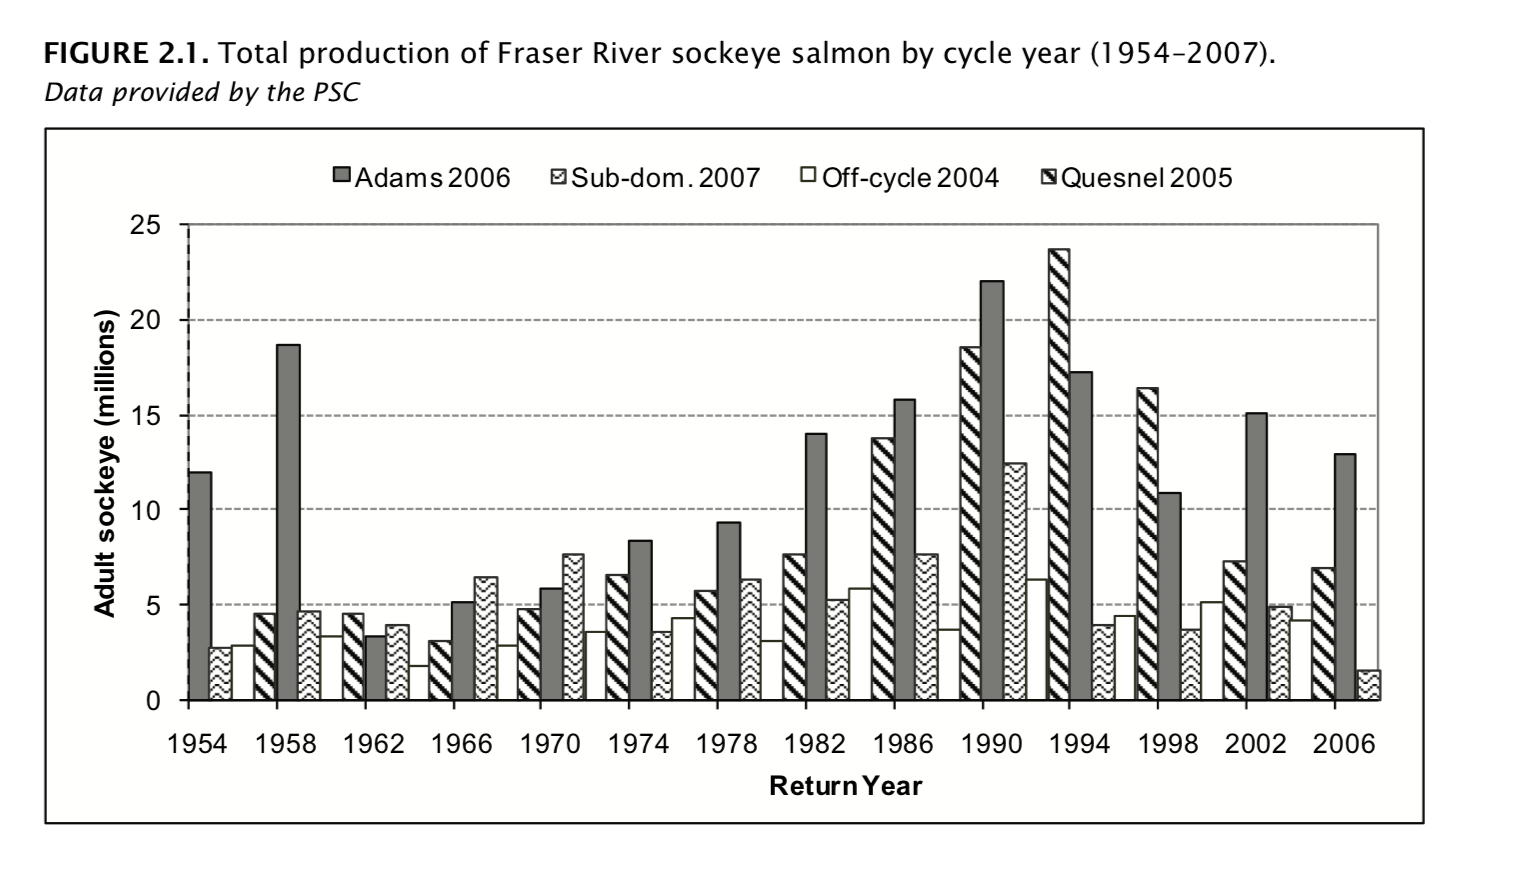 FIGURE 2.1. Total production of Fraser River sockeye salmon by cycle year (1954–2007).
Data provided by the PSC
Adams 2006 Sub-dom. 2007 Off-cycle 2004 Quesnel 2005
25
20
15
10
5
0
Adult sockeye (millions)
1954 1958 1962 1966 1970 1974 1978 1982 1986 1990 1994 1998 2002 2006
Return Year